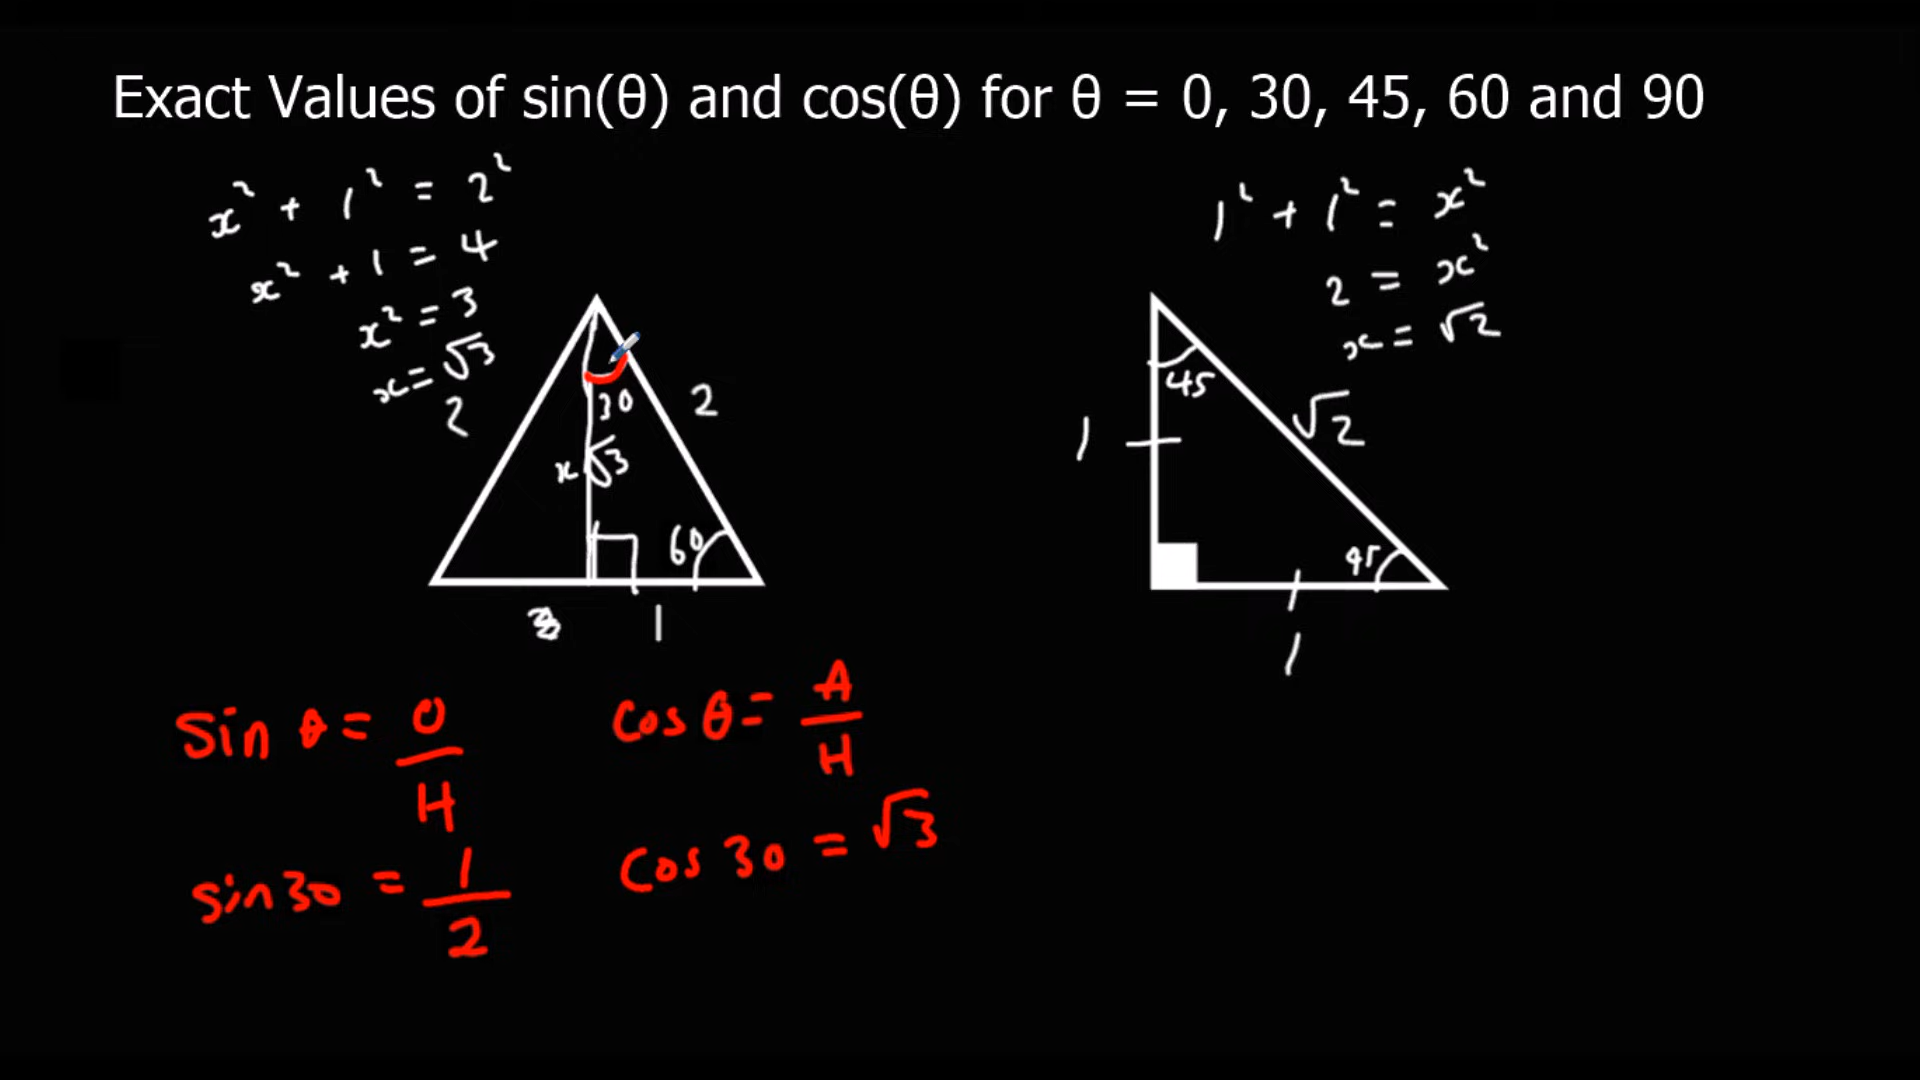 Exact Values of sin(θ) and cos(θ) for θ = 0, 30, 45, 60 and 90
x² + 1² = 2²
x² + 1 = 4
x² = 3
x = √3
2
30
2
x √3
60
1
1² + 1² = x²
2 = x²
x = √2
45
√2
1
45
1
sin θ = O/H
cos θ = A/H
sin30 = 1/2
cos 30 = √3